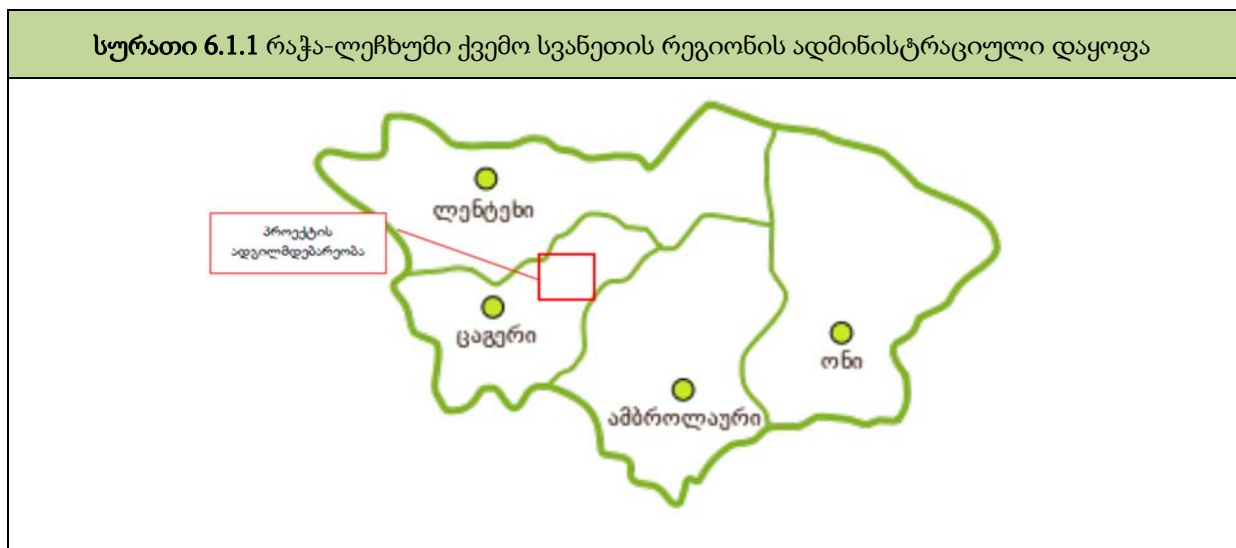 სურათი 6.1.1 რაჭა-ლეჩხუმი ქვემო სვანეთის რეგიონის ადმინისტრაციული დაყოფა
ლენტეხი
პროექტის
ადგილმდებარეობა
ცაგერი
ონი
ამბროლაური